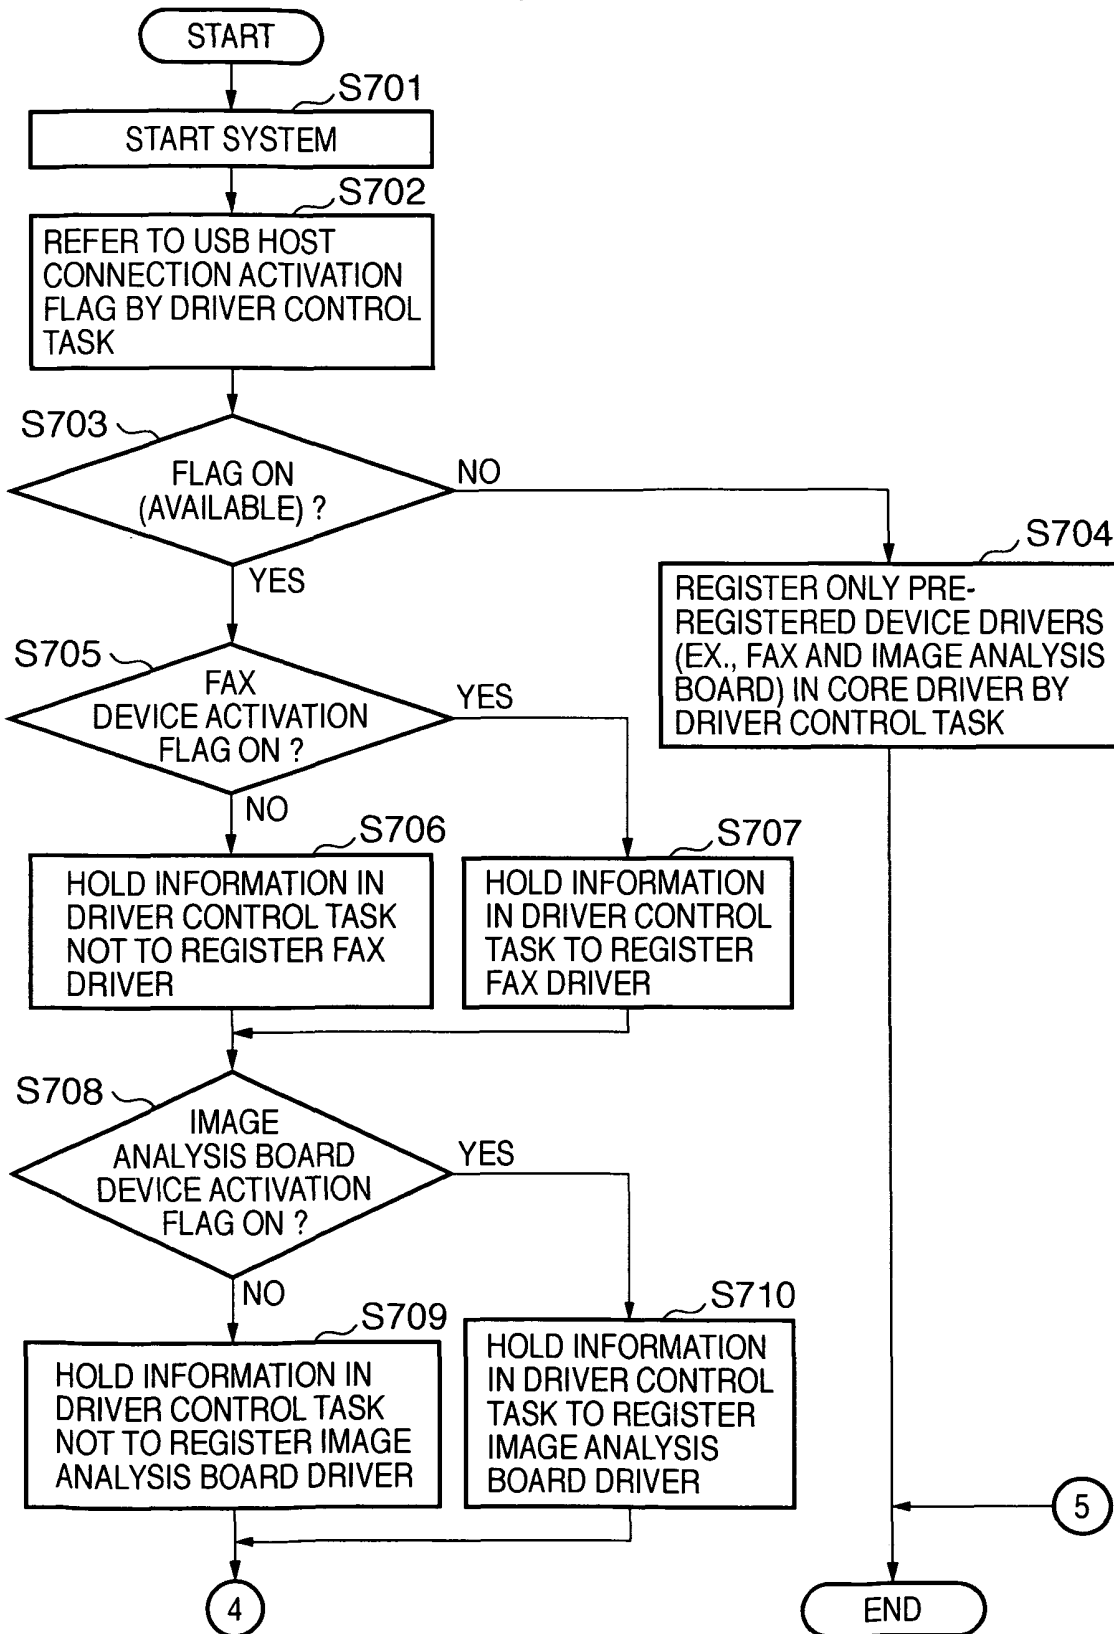 START
S701
START SYSTEM
S702
REFER TO USB HOST
CONNECTION ACTIVATION
FLAG BY DRIVER CONTROL
TASK
S703
FLAG ON
(AVAILABLE) ?
NO
YES
S704
REGISTER ONLY PRE-
REGISTERED DEVICE DRIVERS
(EX., FAX AND IMAGE ANALYSIS
BOARD) IN CORE DRIVER BY
DRIVER CONTROL TASK
S705
FAX
DEVICE ACTIVATION
FLAG ON ?
YES
NO
S706
HOLD INFORMATION IN
DRIVER CONTROL TASK
NOT TO REGISTER FAX
DRIVER
S707
HOLD INFORMATION
IN DRIVER CONTROL
TASK TO REGISTER
FAX DRIVER
S708
IMAGE
ANALYSIS BOARD
DEVICE ACTIVATION
FLAG ON ?
YES
NO
S709
HOLD INFORMATION IN
DRIVER CONTROL TASK
NOT TO REGISTER IMAGE
ANALYSIS BOARD DRIVER
S710
HOLD INFORMATION
IN DRIVER CONTROL
TASK TO REGISTER
IMAGE ANALYSIS
BOARD DRIVER
5
4
END